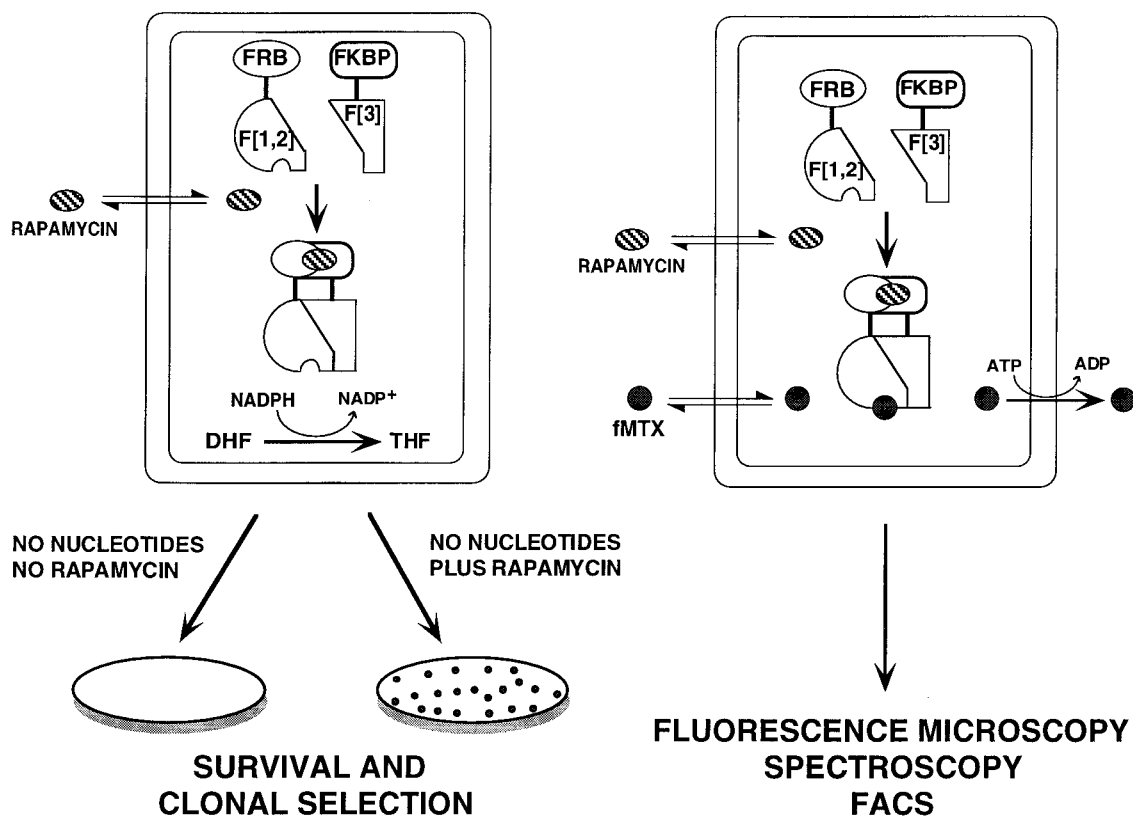 FRB
FKBP
F[1,2]
F[3]
RAPAMYCIN
NADPH
NADP+
DHF
THF
NO NUCLEOTIDES
NO RAPAMYCIN
NO NUCLEOTIDES
PLUS RAPAMYCIN
SURVIVAL AND
CLONAL SELECTION
FRB
FKBP
F[1,2]
F[3]
RAPAMYCIN
fMTX
ATP
ADP
FLUORESCENCE MICROSCOPY
SPECTROSCOPY
FACS